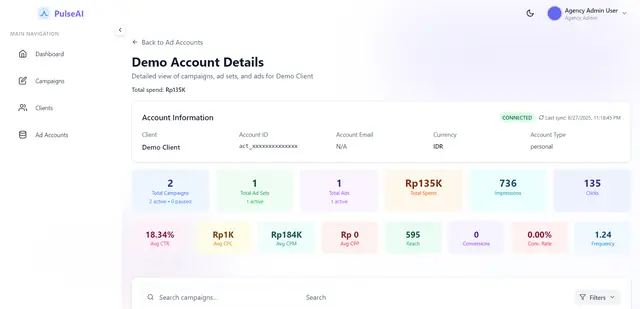 PulseAI
Agency Admin User
Agency Admin
MAIN NAVIGATION
Dashboard
Campaigns
Clients
Ad Accounts
Back to Ad Accounts
Demo Account Details
Detailed view of campaigns, ad sets, and ads for Demo Client
Total spend: Rp135K
Account Information
CONNECTED
Last sync: 8/27/2025, 11:18:45 PM
Client
Account ID
Account Email
Currency
Account Type
Demo Client
act_xxxxxxxxxxxxxx
N/A
IDR
personal
2
Total Campaigns
2 active • 0 paused
1
Total Ad Sets
1 active
1
Total Ads
1 active
Rp135K
Total Spend
736
Impressions
135
Clicks
18.34%
Avg CTR
Rp1K
Avg CPC
Rp184K
Avg CPM
Rp 0
Avg CPP
595
Reach
0
Conversions
0.00%
Conv. Rate
1.24
Frequency
Search campaigns...
Search
Filters